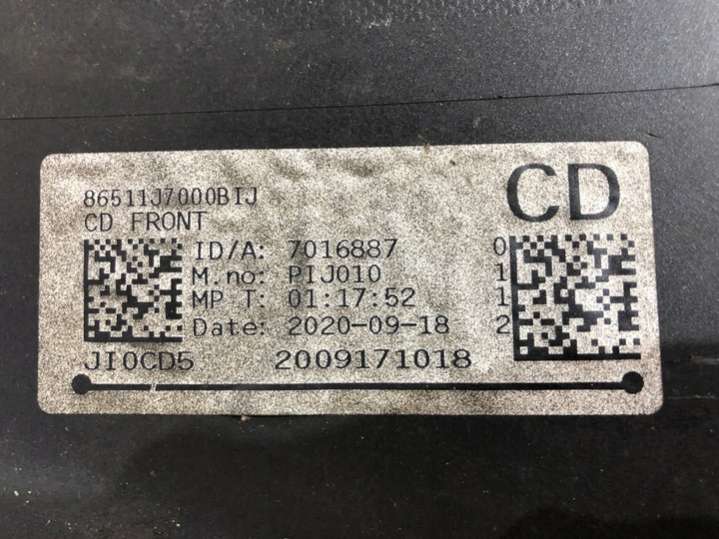 86511J7000BIJ
CD FRONT
CD
ID/A: 7016887 0
M.no: PIJ010 1
MP T: 01:17:52 1
Date: 2020-09-18 2
JI0CD5 2009171018